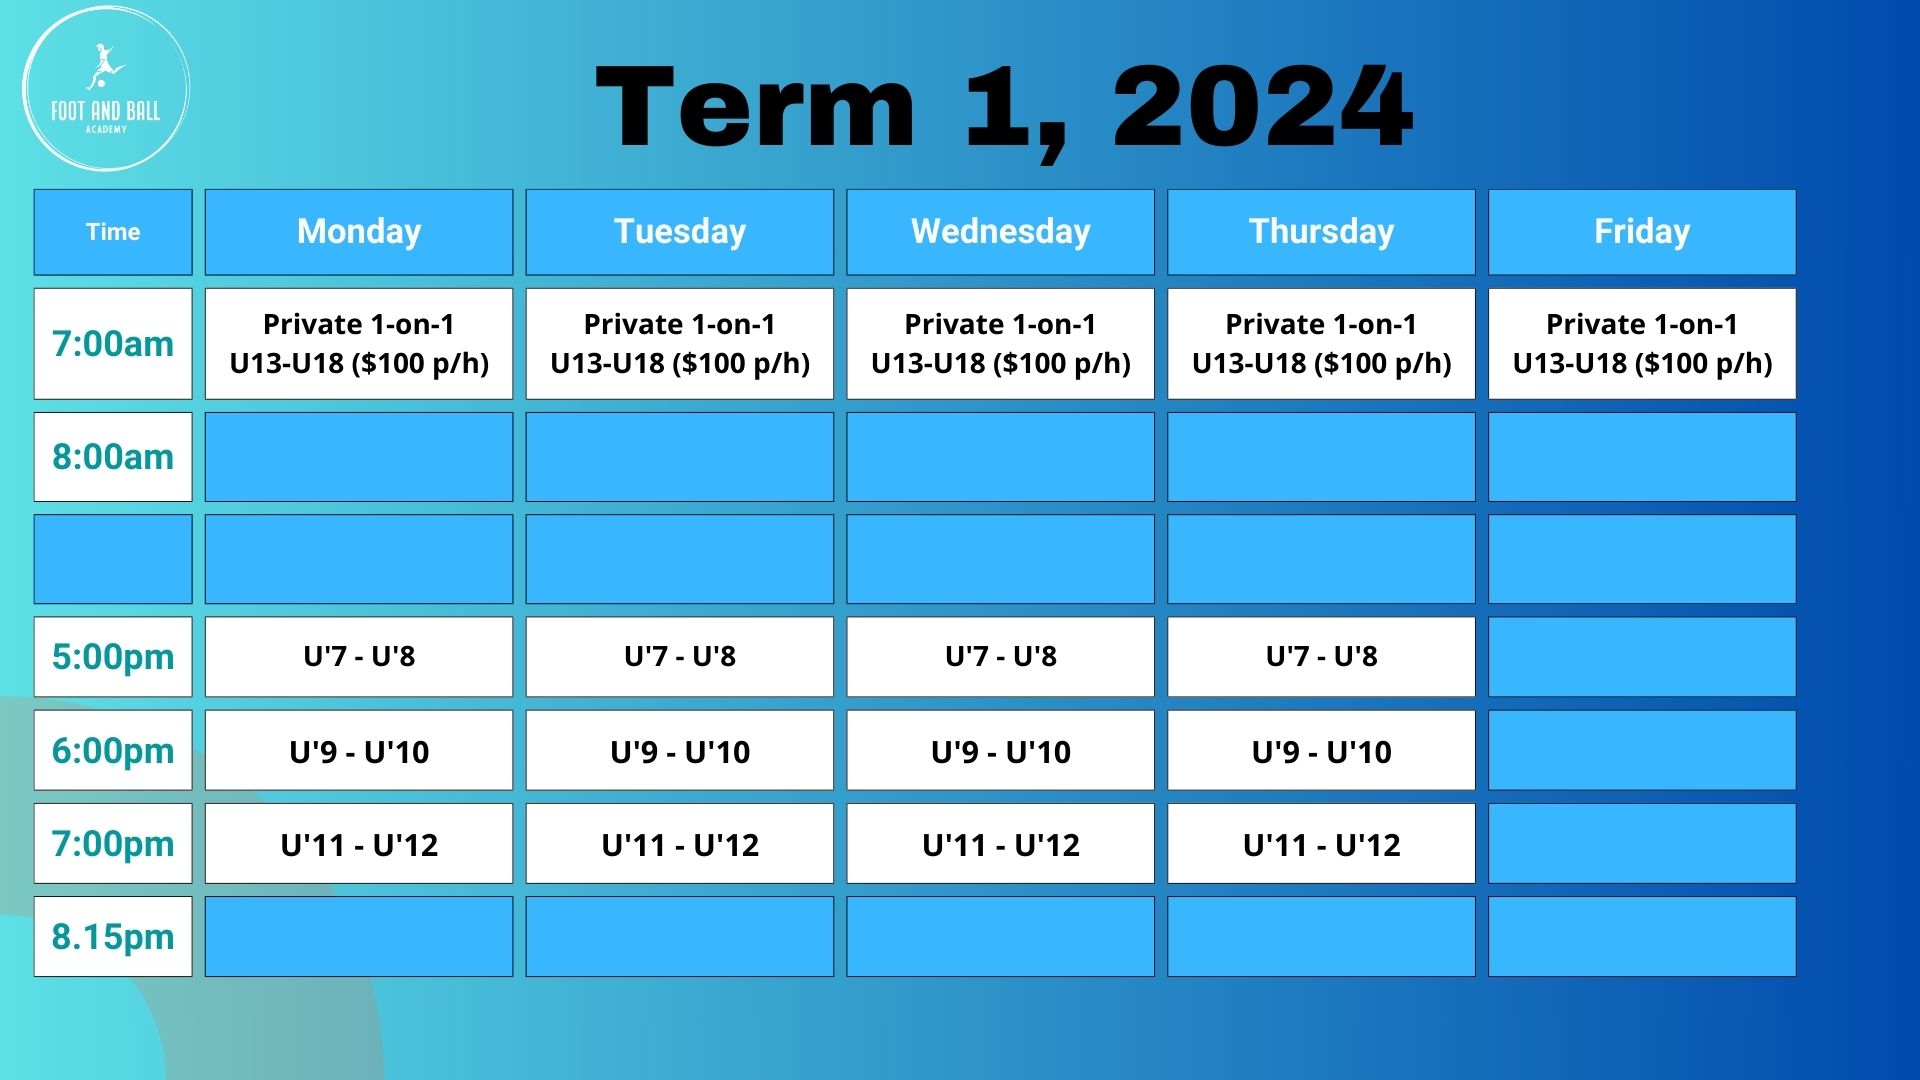 FOOT AND BALL
ACADEMY
Term 1, 2024
Time Monday Tuesday Wednesday Thursday Friday
7:00am
Private 1-on-1 Private 1-on-1 Private 1-on-1 Private 1-on-1 Private 1-on-1
U13-U18 ($100 p/h) U13-U18 ($100 p/h) U13-U18 ($100 p/h) U13-U18 ($100 p/h) U13-U18 ($100 p/h)
8:00am
5:00pm U'7 - U'8 U'7 - U'8 U'7 - U'8 U'7 - U'8
6:00pm U'9 - U'10 U'9 - U'10 U'9 - U'10 U'9 - U'10
7:00pm U'11 - U'12 U'11 - U'12 U'11 - U'12 U'11 - U'12
8.15pm